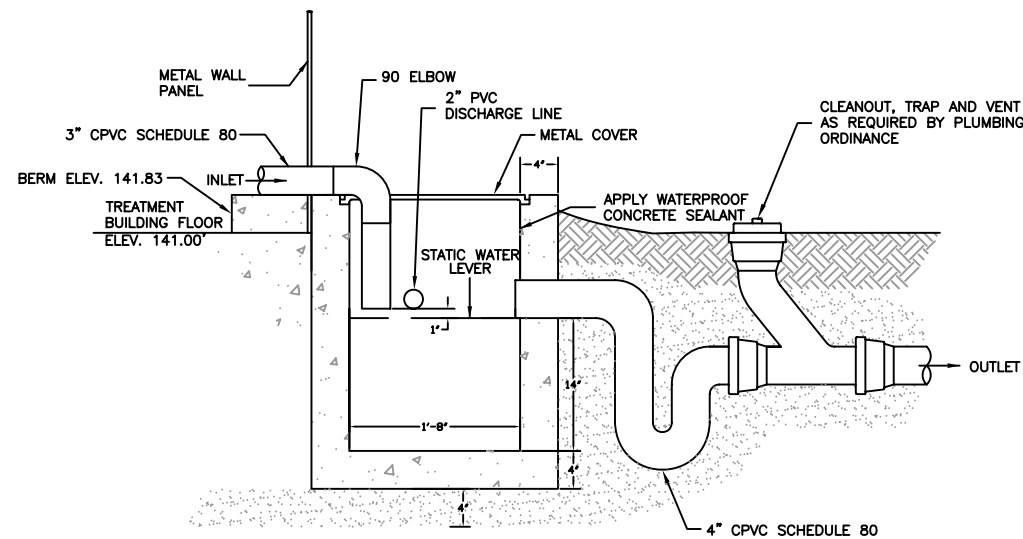 METAL WALL
PANEL
90 ELBOW
2" PVC
DISCHARGE LINE
METAL COVER
3" CPVC SCHEDULE 80
CLEANOUT, TRAP AND VENT
AS REQUIRED BY PLUMBING
ORDINANCE
4"
BERM ELEV. 141.83
INLET
TREATMENT
BUILDING FLOOR
ELEV. 141.00'
APPLY WATERPROOF
CONCRETE SEALANT
STATIC WATER
LEVER
1"
OUTLET
14"
1'-8"
4"
4"
4" CPVC SCHEDULE 80